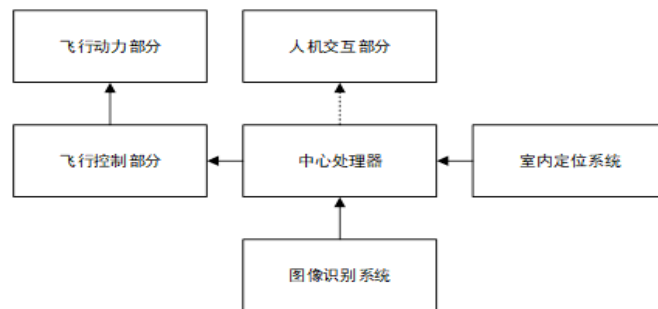 飞行动力部分
人机交互部分
飞行控制部分
中心处理器
室内定位系统
图像识别系统